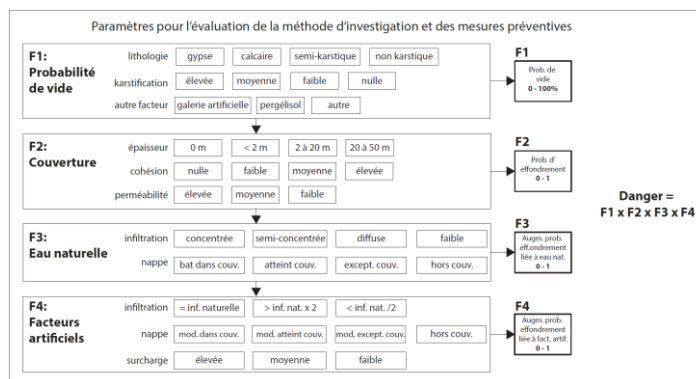 Paramètres pour l'évaluation de la méthode d'investigation et des mesures préventives
F1:
Probabilité
de vide
lithologie gypse calcaire semi-karstique non karstique
karstification élevée moyenne faible nulle
autre facteur galerie artificielle pergélisol autre
F1
Prob. de
vide
0 - 100%
F2:
Couverture
épaisseur 0 m < 2 m 2 à 20 m 20 à 50 m
cohésion nulle faible moyenne élevée
perméabilité élevée moyenne faible
F2
Prob. d'
effondrement
0 - 1
Danger =
F1 x F2 x F3 x F4
F3:
Eau naturelle
infiltration concentrée semi-concentrée diffuse faible
nappe bat dans couv. atteint couv. except. couv. hors couv.
F3
Augm. prob.
eff.ondrement
liée à eau nat.
0 - 1
F4:
Facteurs
artificiels
infiltration = inf. naturelle > inf. nat. x 2 < inf. nat. /2
nappe mod. dans couv. mod. atteint couv. mod. except. couv. hors couv.
surcharge élevée moyenne faible
F4
Augm. prob.
effondrement
liée à fact. artif.
0 - 1